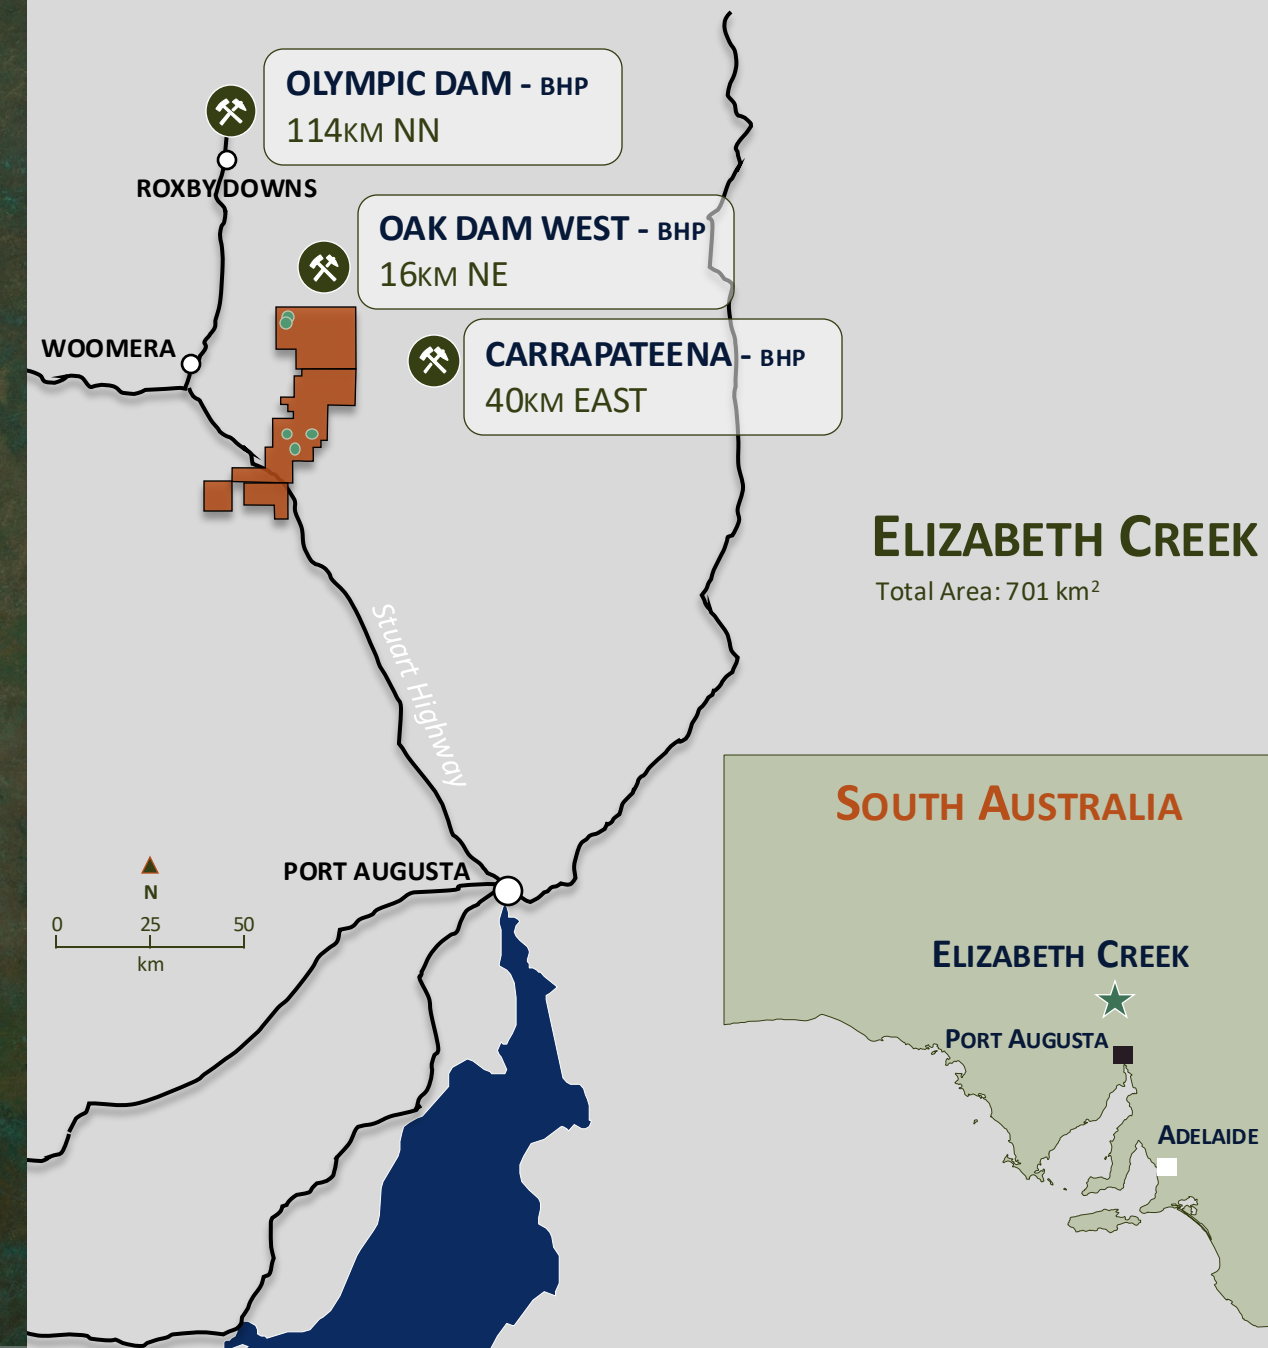 OLYMPIC DAM - BHP
114KM NN
ROXBY DOWNS
OAK DAM WEST - BHP
16KM NE
WOOMERA
CARRAPATEENA - BHP
40KM EAST
ELIZABETH CREEK
Total Area: 701 km²
Stuart Highway
SOUTH AUSTRALIA
PORT AUGUSTA
N
0 25 50
km
ELIZABETH CREEK
PORT AUGUSTA
ADELAIDE